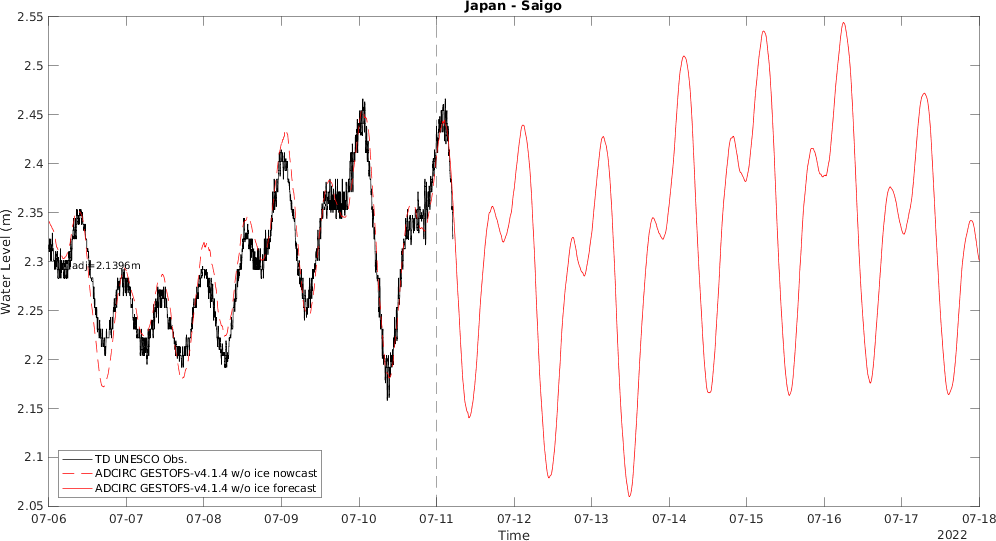 Japan - Saigo
Water Level (m)
2.55
2.5
2.45
2.4
2.35
2.3
2.25
2.2
2.15
2.1
2.05
adj=2.1396m
TD UNESCO Obs.
ADCIRC GESTOFS-v4.1.4 w/o ice nowcast
ADCIRC GESTOFS-v4.1.4 w/o ice forecast
07-06 07-07 07-08 07-09 07-10 07-11 07-12 07-13 07-14 07-15 07-16 07-17 07-18
Time
2022